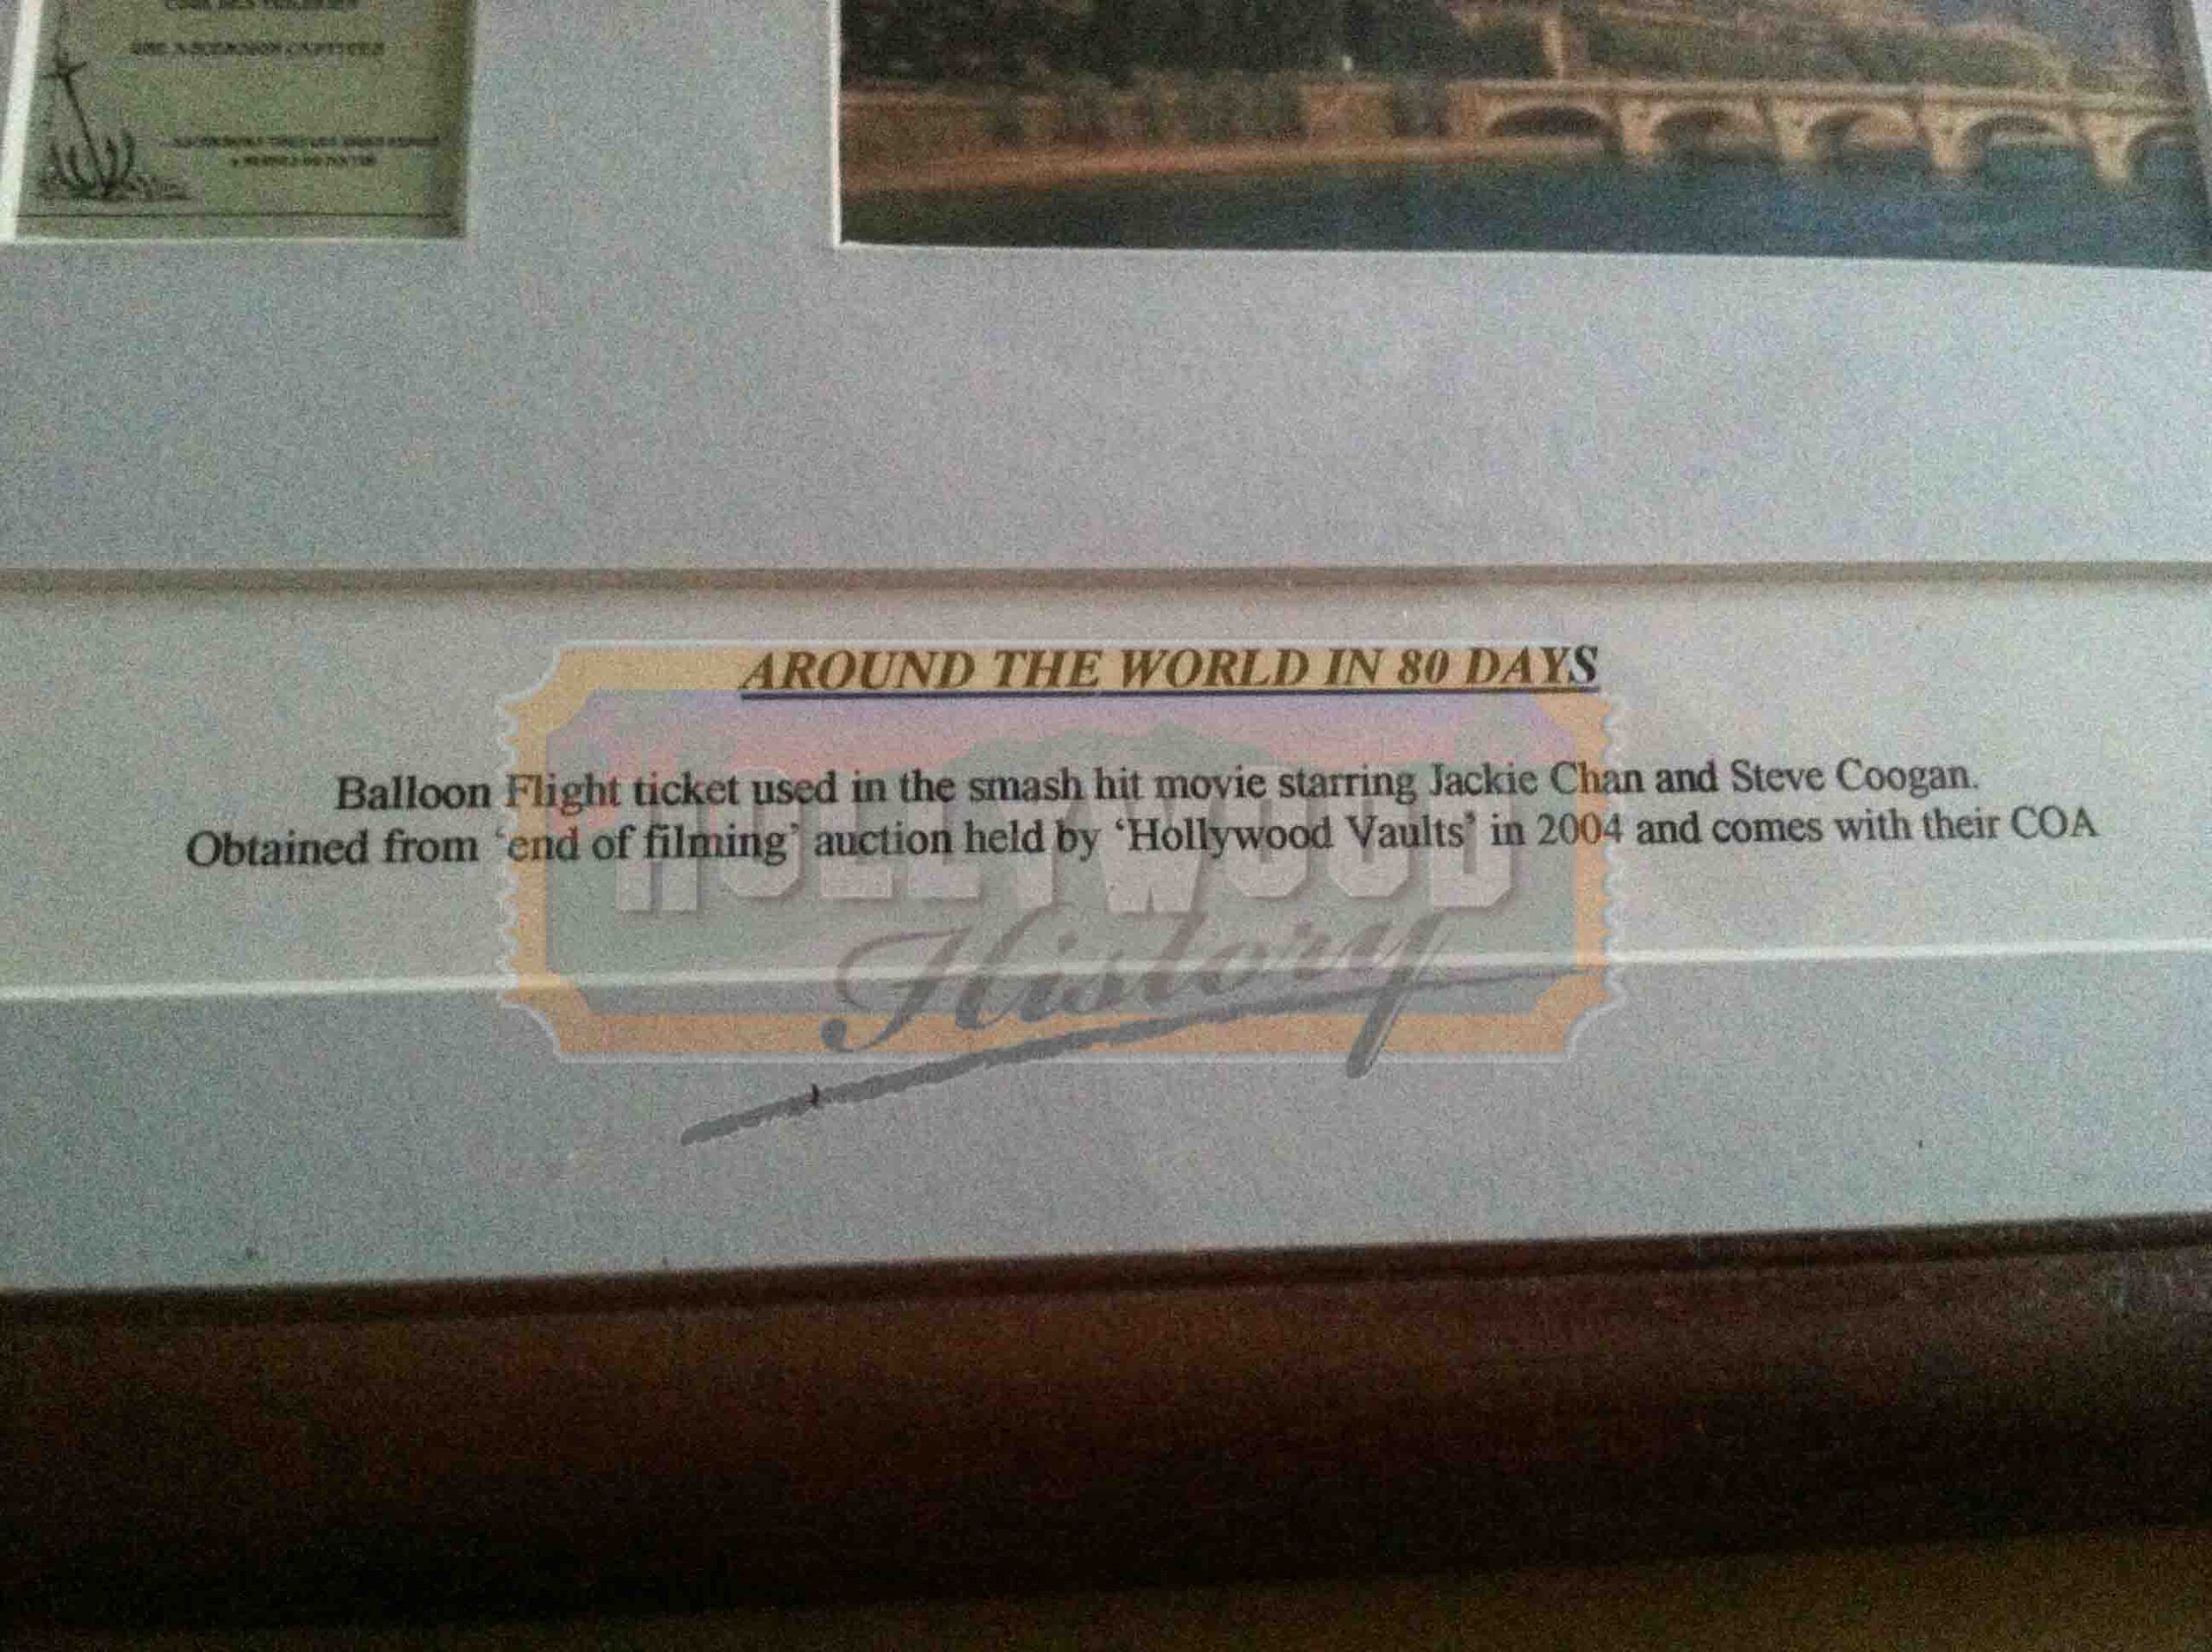 AROUND THE WORLD IN 80 DAYS
Balloon Flight ticket used in the smash hit movie starring Jackie Chan and Steve Coogan.
Obtained from ‘end of filming’ auction held by ‘Hollywood Vaults’ in 2004 and comes with their COA
HOLLYWOOD
History